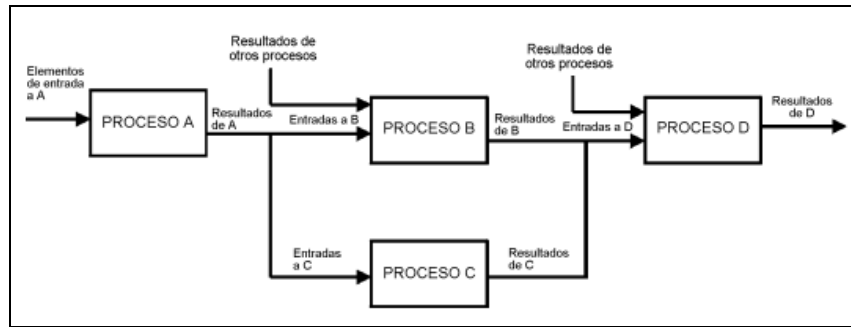 Resultados de
otros procesos
Resultados de
otros procesos
Elementos
de entrada
a A
PROCESO A
Resultados
de A
Entradas a B
PROCESO B
Resultados
de B
Entradas a D
PROCESO D
Resultados
de D
Entradas
a C
PROCESO C
Resultados
de C